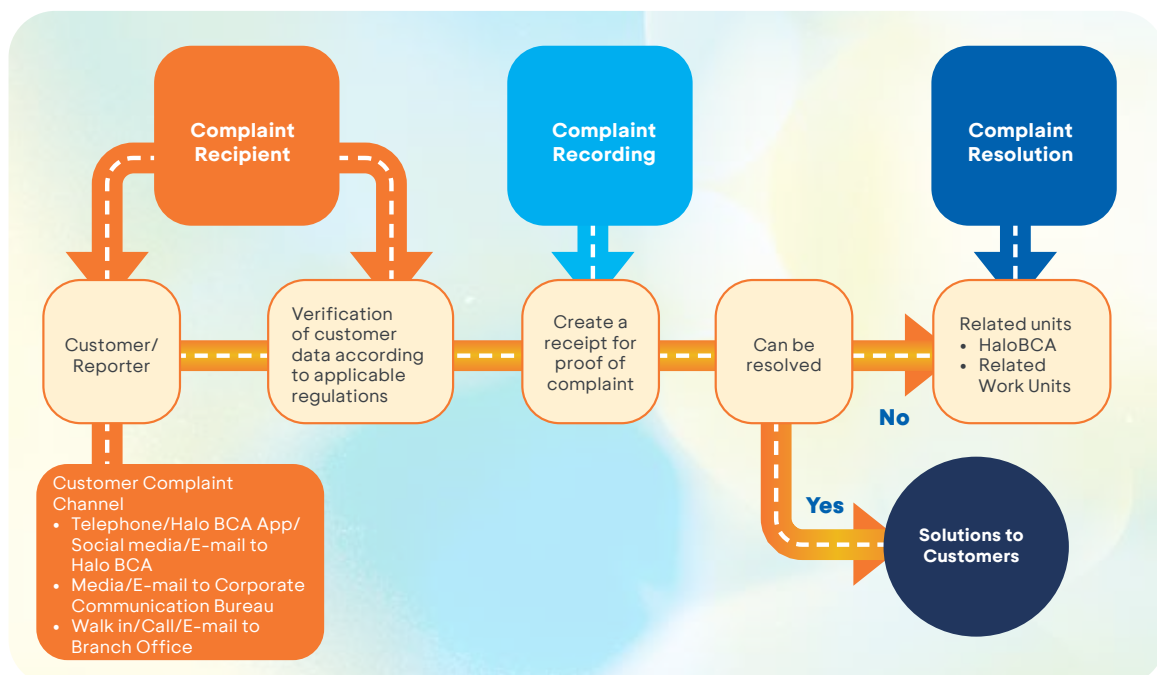 Complaint
Recipient
Complaint
Recording
Complaint
Resolution
Customer/
Reporter
Verification
of customer
data according
to applicable
regulations
Create a
receipt for
proof of
complaint
Can be
resolved
No
Related units
• HaloBCA
• Related
Work Units
Yes
Solutions to
Customers
Customer Complaint
Channel
• Telephone/Halo BCA App/
Social media/E-mail to
Halo BCA
• Media/E-mail to Corporate
Communication Bureau
• Walk in/Call/E-mail to
Branch Office